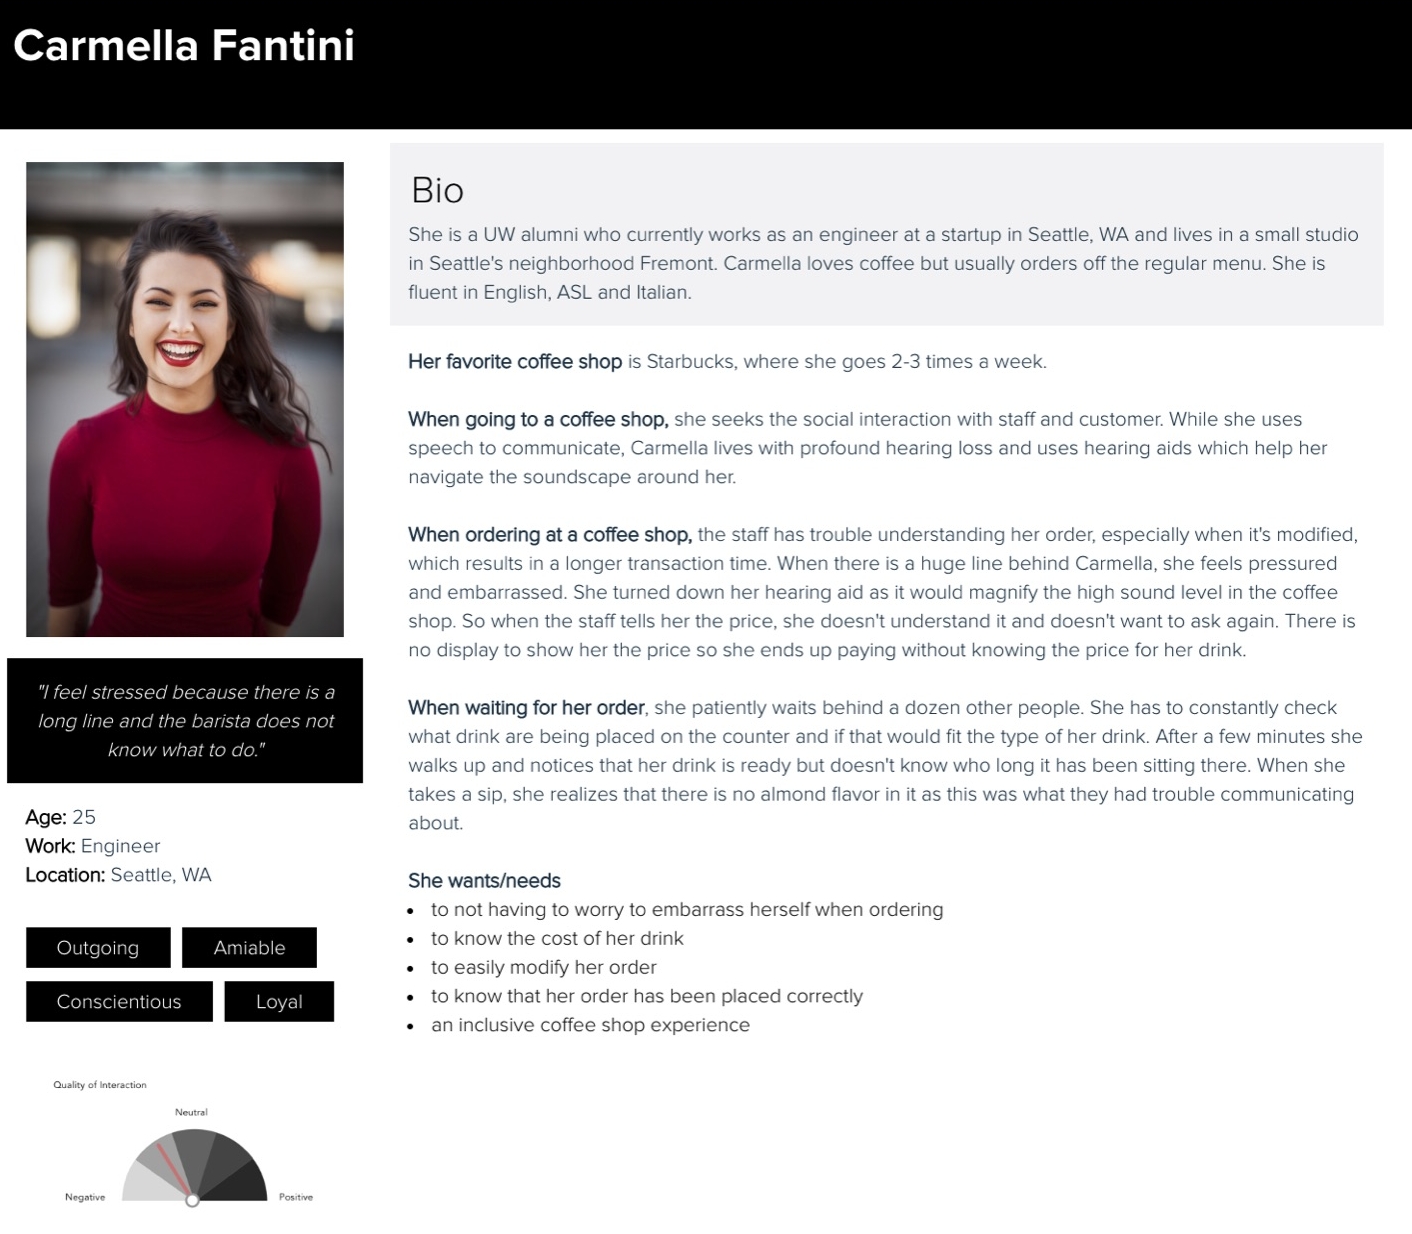 Carmella Fantini
Bio
She is a UW alumni who currently works as an engineer at a startup in Seattle, WA and lives in a small studio
in Seattle's neighborhood Fremont. Carmella loves coffee but usually orders off the regular menu. She is
fluent in English, ASL and Italian.
Her favorite coffee shop is Starbucks, where she goes 2-3 times a week.
When going to a coffee shop, she seeks the social interaction with staff and customer. While she uses
speech to communicate, Carmella lives with profound hearing loss and uses hearing aids which help her
navigate the soundscape around her.
When ordering at a coffee shop, the staff has trouble understanding her order, especially when it's modified,
which results in a longer transaction time. When there is a huge line behind Carmella, she feels pressured
and embarrassed. She turned down her hearing aid as it would magnify the high sound level in the coffee
shop. So when the staff tells her the price, she doesn't understand it and doesn't want to ask again. There is
no display to show her the price so she ends up paying without knowing the price for her drink.
When waiting for her order, she patiently waits behind a dozen other people. She has to constantly check
what drink are being placed on the counter and if that would fit the type of her drink. After a few minutes she
walks up and notices that her drink is ready but doesn't know who long it has been sitting there. When she
takes a sip, she realizes that there is no almond flavor in it as this was what they had trouble communicating
about.
She wants/needs
• to not having to worry to embarrass herself when ordering
• to know the cost of her drink
• to easily modify her order
• to know that her order has been placed correctly
• an inclusive coffee shop experience
"I feel stressed because there is a
long line and the barista does not
know what to do."
Age: 25
Work: Engineer
Location: Seattle, WA
Outgoing
Amiable
Conscientious
Loyal
Quality of Interaction
Neutral
Negative
Positive